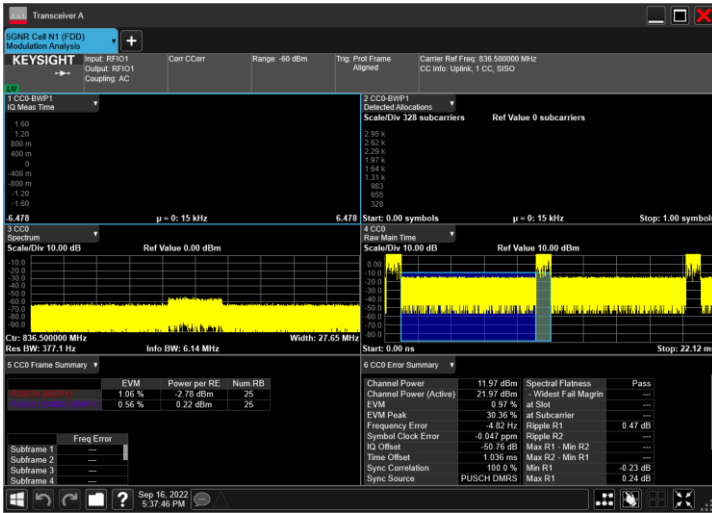 Transceiver A
5GNR Cell N1 (FDD)
Modulation Analysis
KEYSIGHT
Input: RFIO1
Output: RFIO1
Coupling: AC
Corr CCorr
Range: -60 dBm
Trig: Prot Frame
Aligned
Carrier Ref Freq: 836.500000 MHz
CC Info: Uplink, 1 CC, SISO
1 CC0-BWP1
IQ Meas Time
1.60
1.20
800 m
400 m
0
-400 m
-800 m
-1.20
-1.60
-6.478 µ = 0: 15 kHz 6.478
2 CC0-BWP1
Detected Allocations
Scale/Div 328 subcarriers Ref Value 0 subcarriers
2.95 k
2.62 k
2.29 k
1.97 k
1.64 k
1.31 k
983
655
328
Start: 0.00 symbols µ = 0: 15 kHz Stop: 1.00 symbol
3 CC0
Spectrum
Scale/Div 10.00 dB Ref Value 0.00 dBm
-10.0
-20.0
-30.0
-40.0
-50.0
-60.0
-70.0
-80.0
-90.0
Ctr: 836.500000 MHz Width: 27.65 MHz
Res BW: 377.1 Hz Info BW: 6.14 MHz
4 CC0
Raw Main Time
Scale/Div 10.00 dB Ref Value 10.00 dBm
0.00
-10.0
-20.0
-30.0
-40.0
-50.0
-60.0
-70.0
-80.0
Start: 0.00 ns Stop: 22.12 m
5 CC0 Frame Summary
EVM Power per RE Num.RB
1.06 % -2.78 dBm 25
0.56 % 0.22 dBm 25
Freq Error
Subframe 1 ---
Subframe 2 ---
Subframe 3 ---
Subframe 4 ---
6 CC0 Error Summary
Channel Power 11.97 dBm Spectral Flatness Pass
Channel Power (Active) 21.97 dBm - Widest Fail Magrin ---
EVM 0.97 % at Slot ---
EVM Peak 30.36 % at Subcarrier ---
Frequency Error -4.82 Hz Ripple R1 0.47 dB
Symbol Clock Error -0.047 ppm Ripple R2 ---
IQ Offset -50.76 dB Max R1 - Min R2 ---
Time Offset 1.036 ms Max R2 - Min R1 ---
Sync Correlation 100.0 % Min R1 -0.23 dB
Sync Source PUSCH DMRS Max R1 0.24 dB
Sep 16, 2022
5:37:46 PM